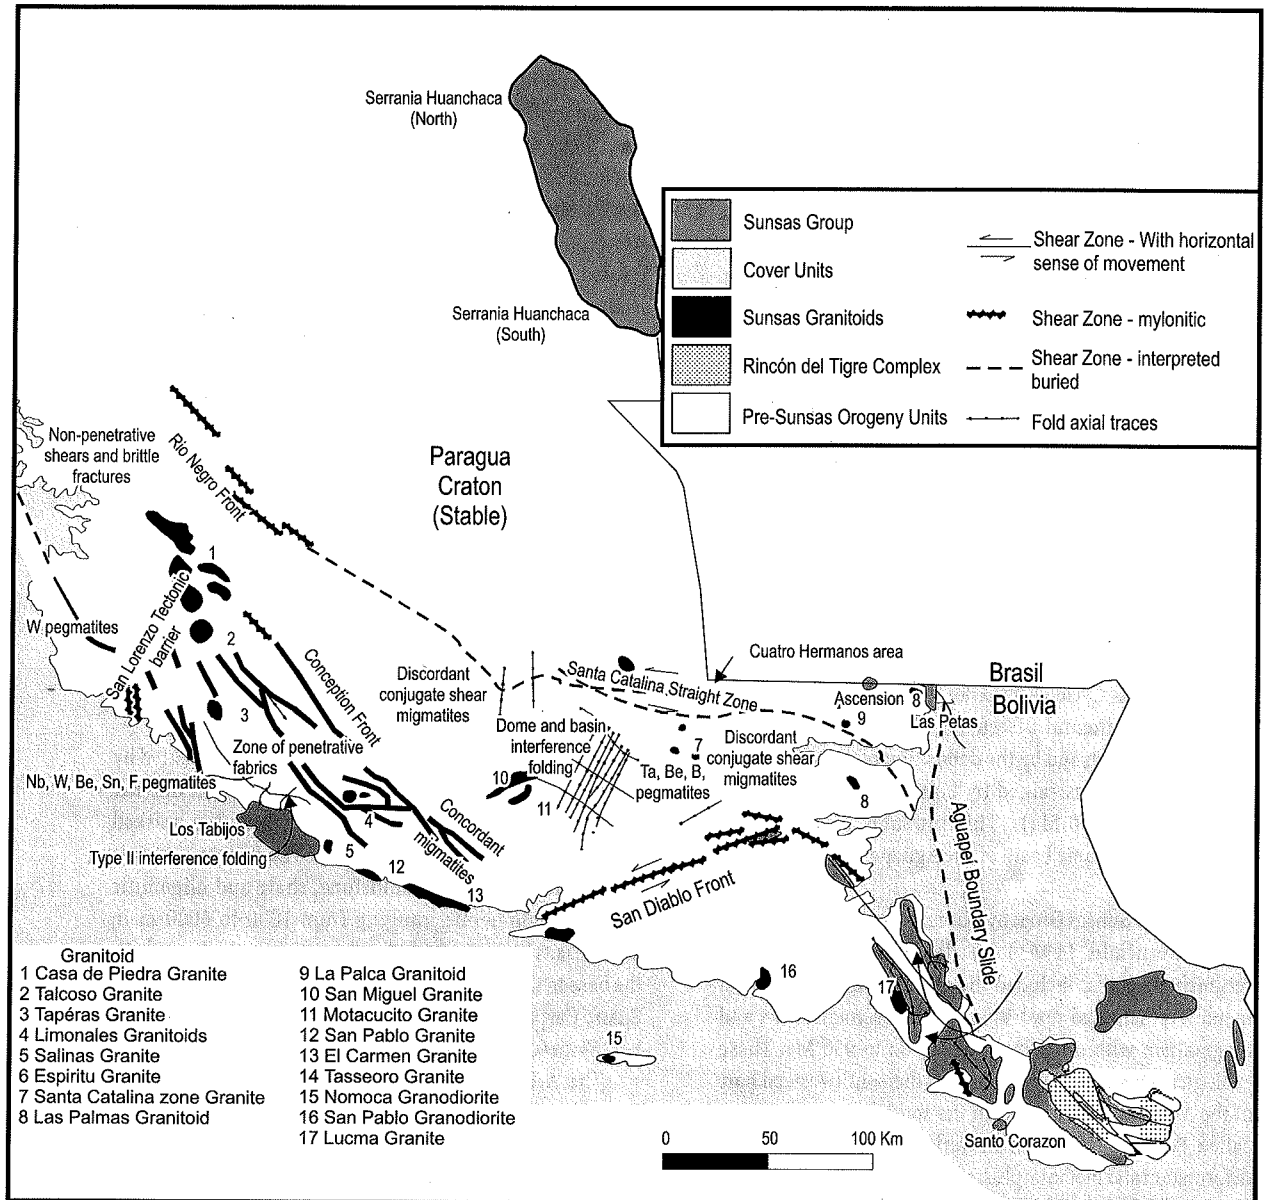 Serrania Huanchaca
(North)
Serrania Huanchaca
(South)
Sunsas Group
Cover Units
Sunsas Granitoids
Rincón del Tigre Complex
Pre-Sunsas Orogeny Units
Shear Zone - With horizontal
sense of movement
Shear Zone - mylonitic
Shear Zone - interpreted
buried
Fold axial traces
Non-penetrative
shears and brittle
fractures
Rio Negro Front
Paragua
Craton
(Stable)
1
W pegmatites
San Lorenzo Tectonic
barrier
2
Conception Front
3
Zone of penetrative
fabrics
Nb, W, Be, Sn, F pegmatites
Los Tabijos
Type II interference folding
4
5
12
13
Concordant
migmatites
Discordant
conjugate shear
migmatites
Santa Catalina Straight Zone
Cuatro Hermanos area
Brasil
Bolivia
Ascension
8
9
Las Petas
Dome and basin
interference
folding
10
11
7
Ta, Be, B,
pegmatites
Discordant
conjugate shear
migmatites
8
Aguapeí Boundary Slide
San Diablo Front
16
17
15
Santo Corazon
Granitoid
1 Casa de Piedra Granite
2 Talcoso Granite
3 Tapéras Granite
4 Limonales Granitoids
5 Salinas Granite
6 Espiritu Granite
7 Santa Catalina zone Granite
8 Las Palmas Granitoid
9 La Palca Granitoid
10 San Miguel Granite
11 Motacucito Granite
12 San Pablo Granite
13 El Carmen Granite
14 Tasseoro Granite
15 Nomoca Granodiorite
16 San Pablo Granodiorite
17 Lucma Granite
0 50 100 Km